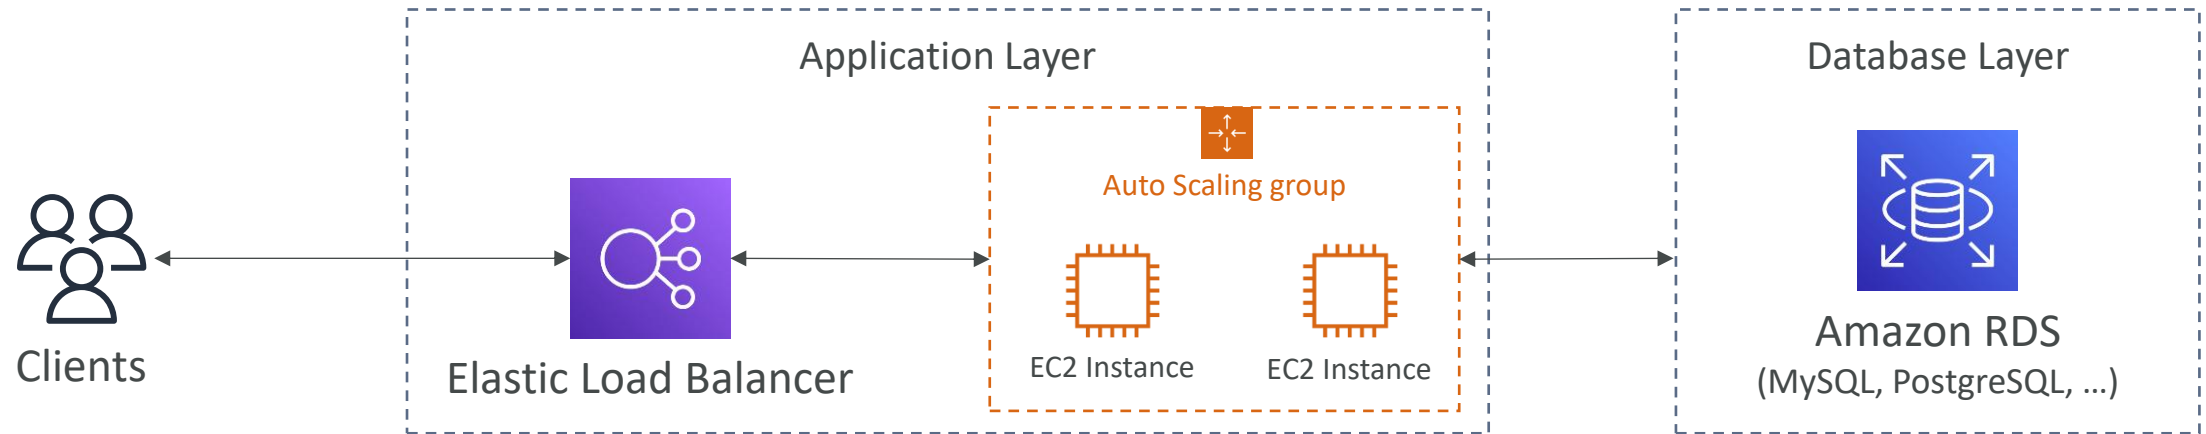 Application Layer
Database Layer
Auto Scaling group
Clients
Elastic Load Balancer
EC2 Instance
EC2 Instance
Amazon RDS
(MySQL, PostgreSQL, …)